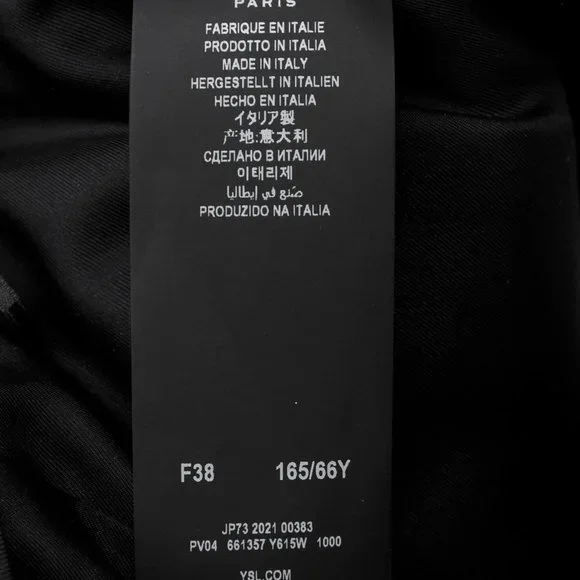 PARIS
FABRIQUE EN ITALIE
PRODOTTO IN ITALIA
MADE IN ITALY
HERGESTELLT IN ITALIEN
HECHO EN ITALIA
イタリア製
产地:意大利
СДЕЛАНО В ИТАЛИИ
이태리제
صنع في إيطاليا
PRODUZIDO NA ITALIA
F38 165/66Y
JP73 2021 00383
PV04 661357 Y615W 1000
YSL.COM